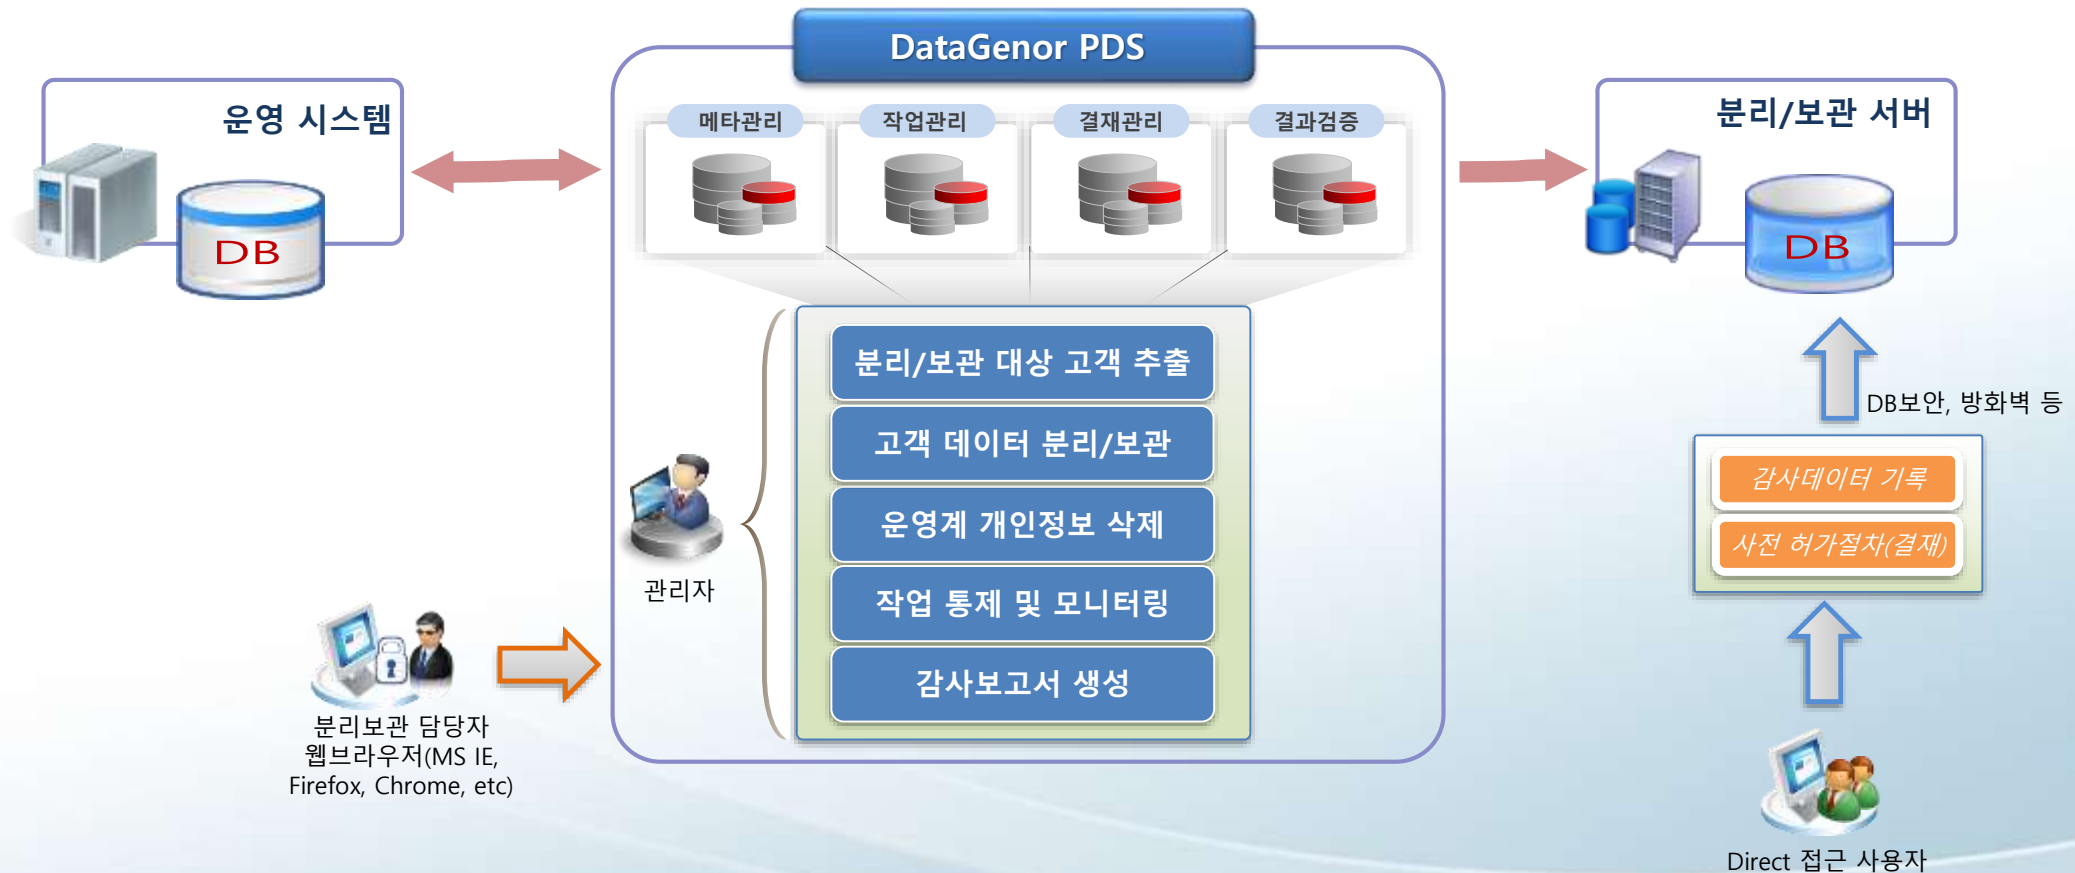 DataGenor PDS
운영 시스템
DB
메타관리
작업관리
결재관리
결과검증
분리/보관 서버
DB
분리/보관 대상 고객 추출
고객 데이터 분리/보관
운영계 개인정보 삭제
작업 통제 및 모니터링
감사보고서 생성
관리자
분리보관 담당자
웹브라우저(MS IE,
Firefox, Chrome, etc)
DB보안, 방화벽 등
감사데이터 기록
사전 허가절차(결재)
Direct 접근 사용자